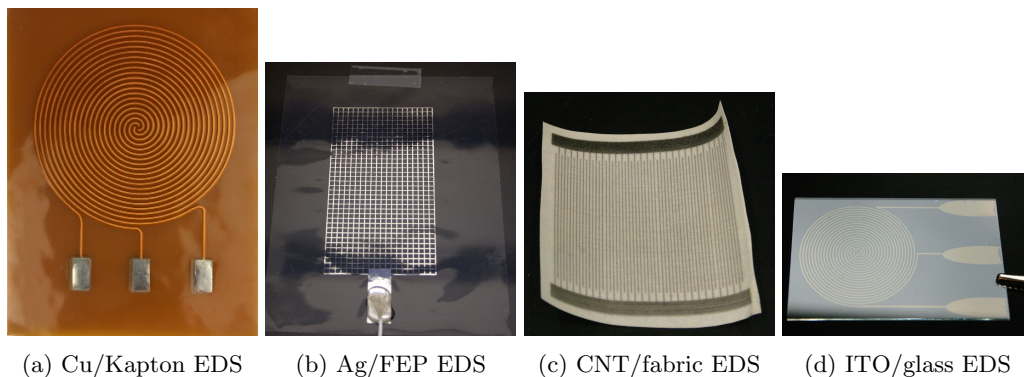 (a) Cu/Kapton EDS
(b) Ag/FEP EDS
(c) CNT/fabric EDS
(d) ITO/glass EDS